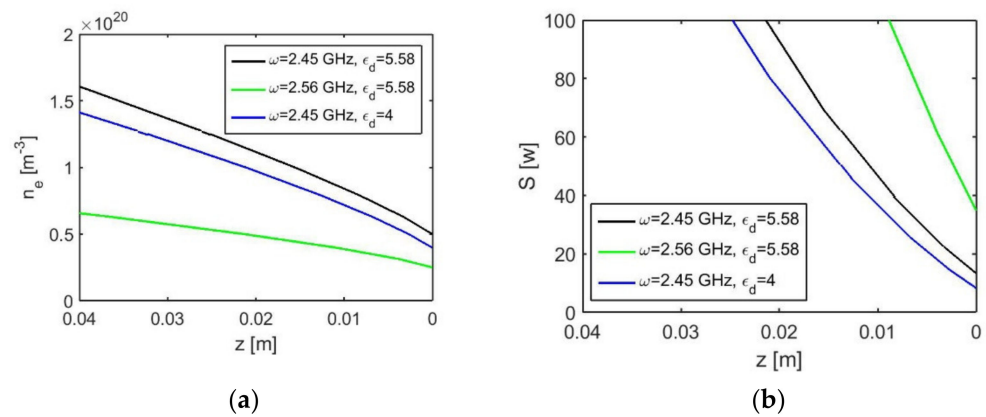 (a)
×10^20
2
1.5
1
0.5
0
n_e [m^-3]
ω=2.45 GHz, ϵ_d=5.58
ω=2.56 GHz, ϵ_d=5.58
ω=2.45 GHz, ϵ_d=4
0.04 0.03 0.02 0.01 0
z [m]
(b)
100
80
60
40
20
0
S [w]
ω=2.45 GHz, ϵ_d=5.58
ω=2.56 GHz, ϵ_d=5.58
ω=2.45 GHz, ϵ_d=4
0.04 0.03 0.02 0.01 0
z [m]
(a)
(b)